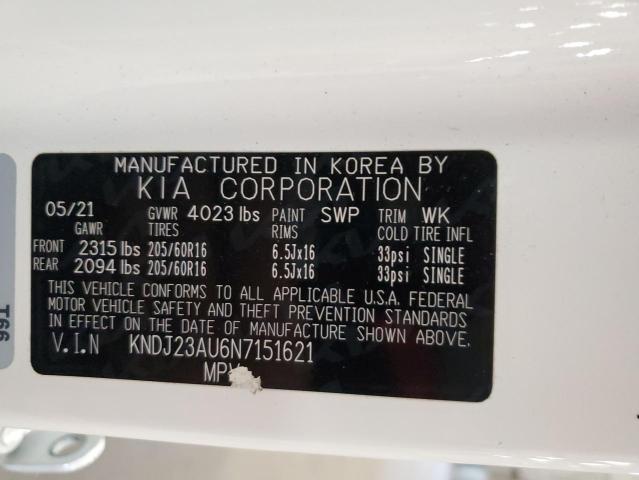 MANUFACTURED IN KOREA BY
KIA CORPORATION
05/21 GVWR 4023 lbs PAINT SWP TRIM WK
GAWR TIRES RIMS COLD TIRE INFL
FRONT 2315 lbs 205/60R16 6.5Jx16 33psi SINGLE
REAR 2094 lbs 205/60R16 6.5Jx16 33psi SINGLE
THIS VEHICLE CONFORMS TO ALL APPLICABLE U.S.A. FEDERAL
MOTOR VEHICLE SAFETY AND THEFT PREVENTION STANDARDS
IN EFFECT ON THE DATE OF MANUFACTURE SHOWN ABOVE.
V.I.N KNDJ23AU6N7151621
MPV